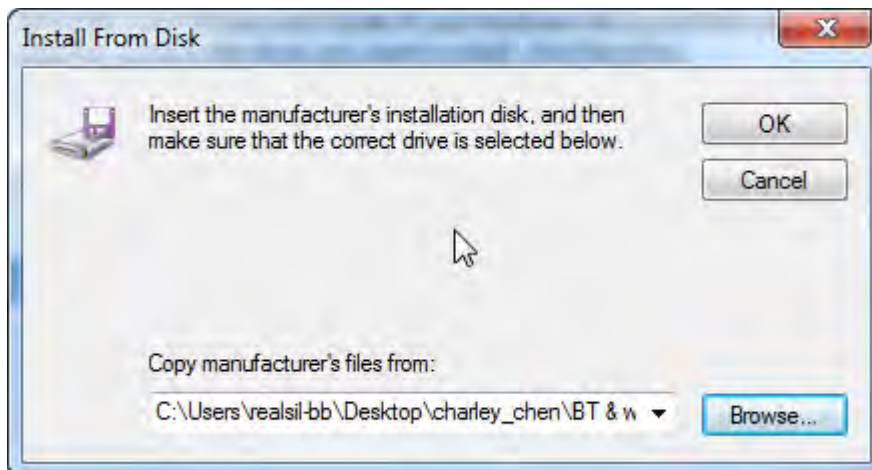 Install From Disk
Insert the manufacturer's installation disk, and then
make sure that the correct drive is selected below.
OK
Cancel
Copy manufacturer's files from:
C:\Users\realsil-bb\Desktop\charley_chen\BT & w
Browse...